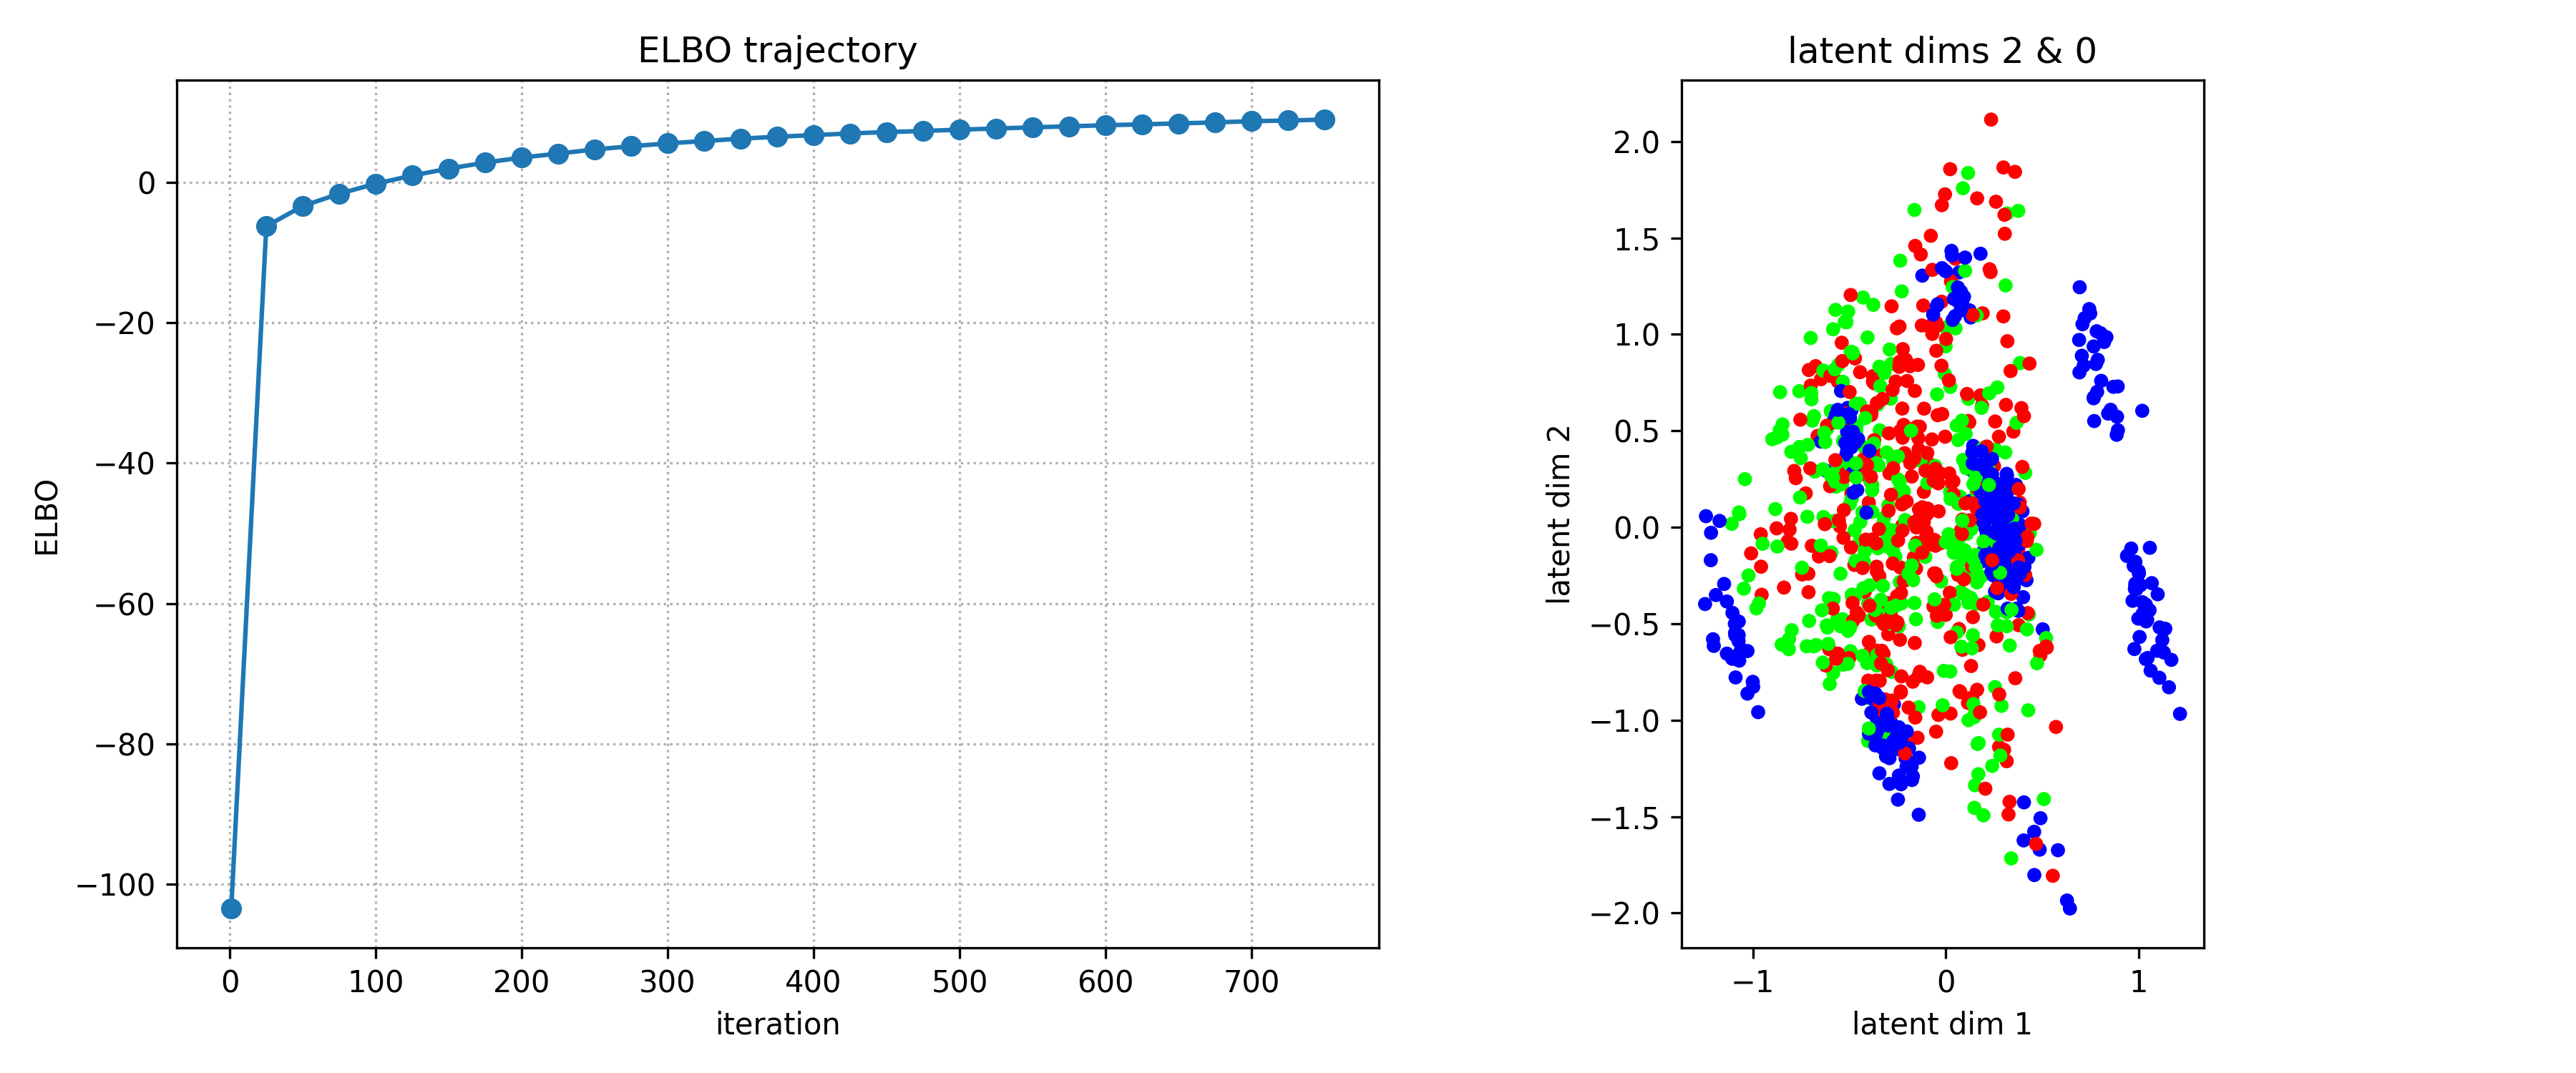 ELBO trajectory
ELBO
0
−20
−40
−60
−80
−100
0 100 200 300 400 500 600 700
iteration
latent dims 2 & 0
latent dim 2
2.0
1.5
1.0
0.5
0.0
−0.5
−1.0
−1.5
−2.0
−1 0 1
latent dim 1